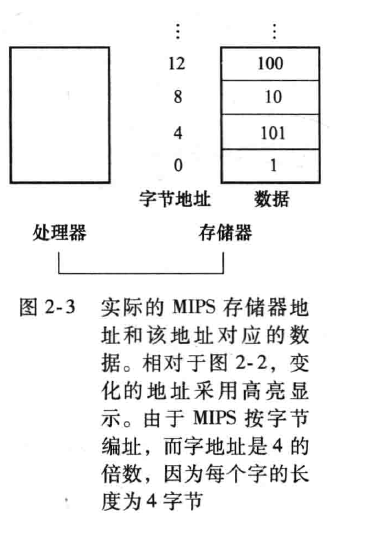 ⋮ ⋮
12 100
8 10
4 101
0 1
字节地址 数据
处理器 存储器
图 2-3 实际的 MIPS 存储器地
址和该地址对应的数
据。相对于图 2-2, 变
化的地址采用高亮显
示。由于 MIPS 按字节
编址，而字地址是 4 的
倍数，因为每个字的长
度为 4 字节